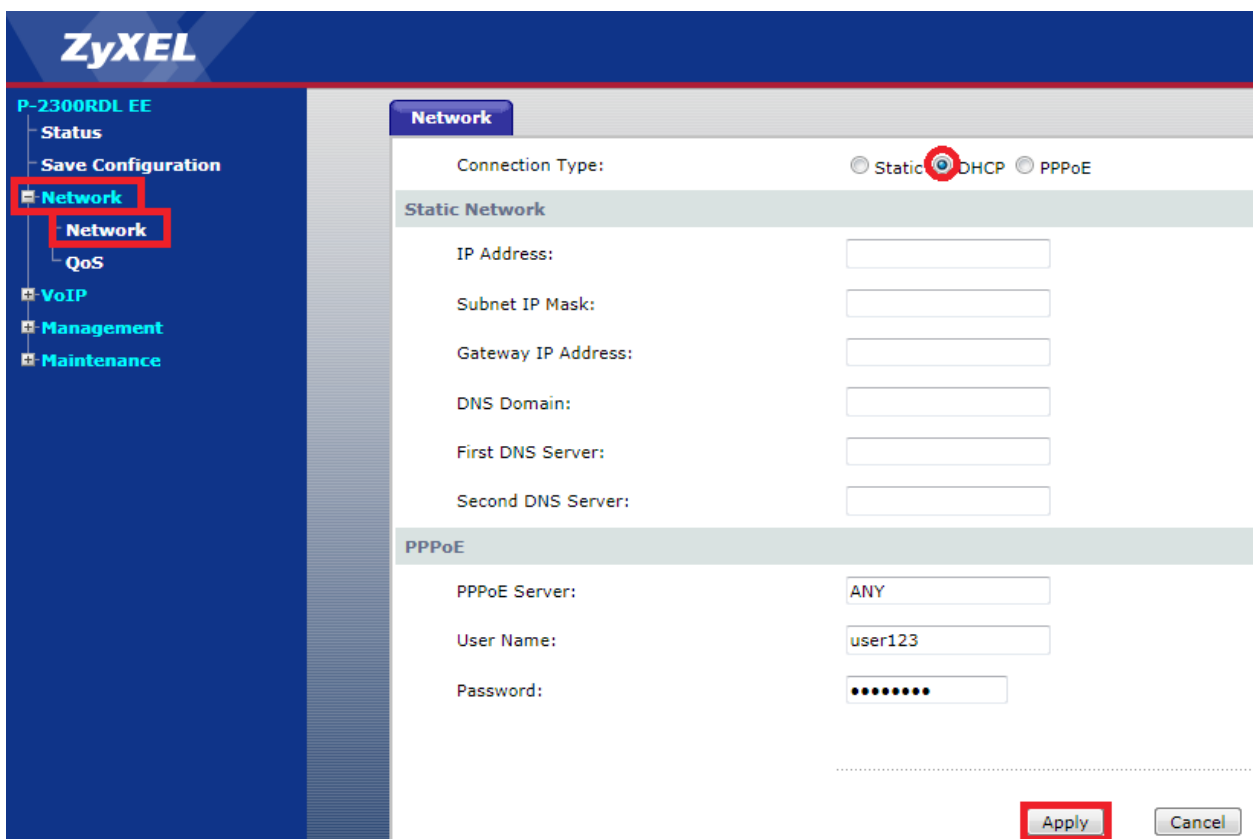 ZyXEL
P-2300RDL EE
Status
Save Configuration
Network
Network
QoS
VoIP
Management
Maintenance
Network
Connection Type: Static DHCP PPPoE
Static Network
IP Address:
Subnet IP Mask:
Gateway IP Address:
DNS Domain:
First DNS Server:
Second DNS Server:
PPPoE
PPPoE Server: ANY
User Name: user123
Password: ••••••••
Apply Cancel